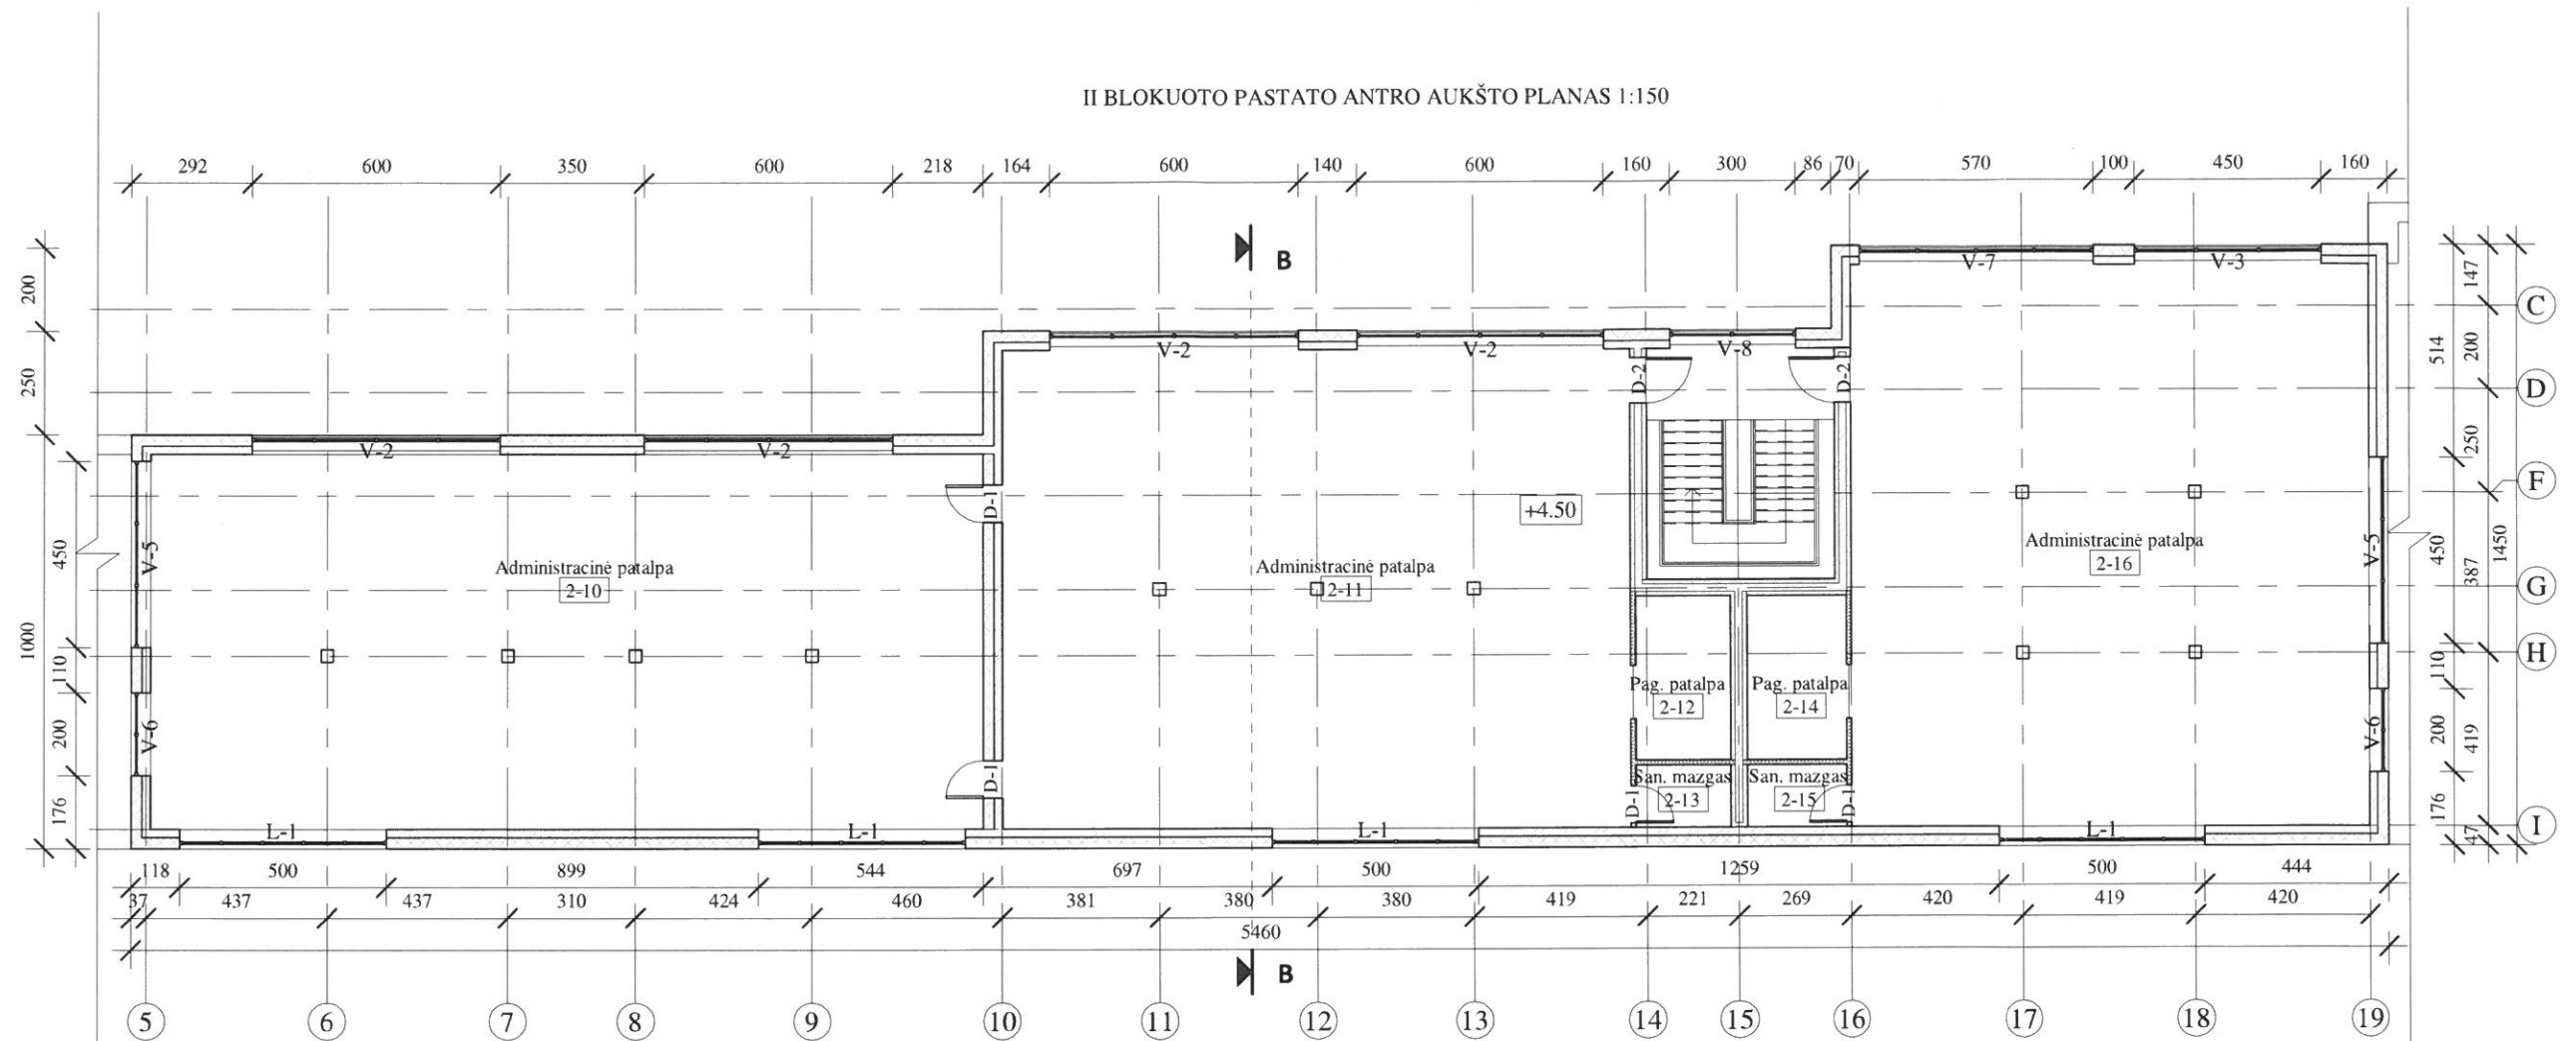 II BLOKUOTO PASTATO ANTRO AUKŠTO PLANAS 1:150
292 600 350 600 218 164 600 140 600 160 300 86 70 570 100 450 160
B
200
250
1000
450
110
200
176
V-7 V-3
V-2 V-2 V-8
D-2 D-2
V-2 V-2
D-1
+4.50
V-5
Administracinė patalpa
2-10
Administracinė patalpa
2-11
Administracinė patalpa
2-16
V-5
Pag. patalpa
2-12
Pag. patalpa
2-14
V-6
V-6
D-1
San. mazgas
2-13
San. mazgas
2-15
D-1
D-1
L-1 L-1 L-1 L-1
147
200
250
387
419
47
514
450
110
200
176
1450
C
D
F
G
H
I
118 500 899 544 697 500 1259 500 444
37 437 437 310 424 460 381 380 380 419 221 269 420 419 420
5460
B
5 6 7 8 9 10 11 12 13 14 15 16 17 18 19